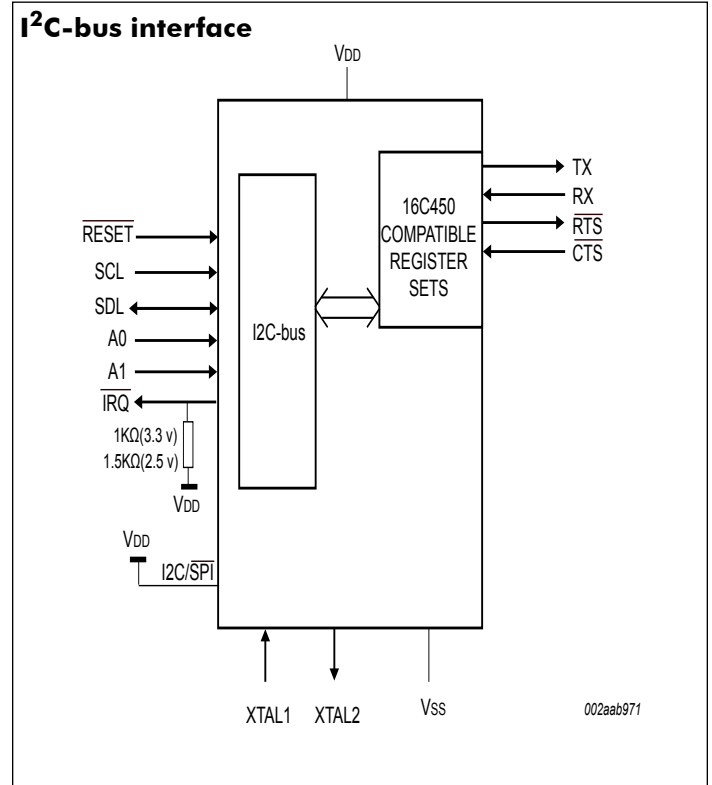 I²C-bus interface
VDD
TX
RX
RTS
CTS
16C450
COMPATIBLE
REGISTER
SETS
RESET
SCL
SDL
A0
A1
IRQ
I2C-bus
1KΩ(3.3 v)
1.5KΩ(2.5 v)
VDD
VDD
I2C/SPI
XTAL1
XTAL2
VSS
002aab971